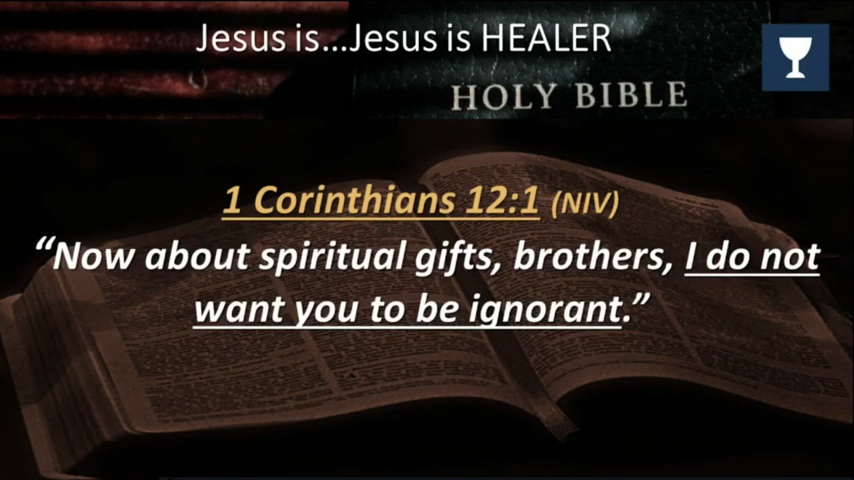 Jesus is...Jesus is HEALER
HOLY BIBLE
1 Corinthians 12:1 (NIV)
“Now about spiritual gifts, brothers, I do not
want you to be ignorant.”